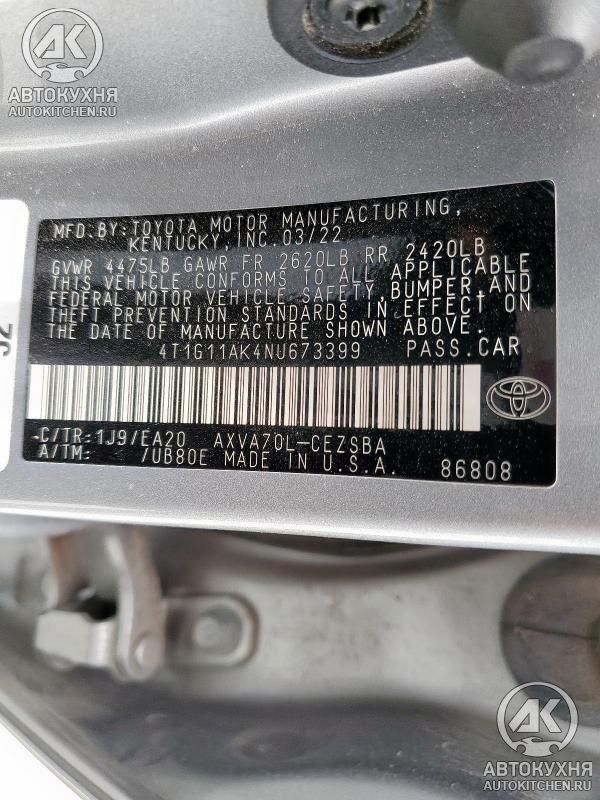 AK
АВТОКУХНЯ
AUTOKITCHEN.RU
MFD.BY:TOYOTA MOTOR MANUFACTURING,
KENTUCKY,INC.03/22
GVWR 4475LB GAWR FR 2620LB RR 2420LB
THIS VEHICLE CONFORMS TO ALL APPLICABLE
FEDERAL MOTOR VEHICLE SAFETY,BUMPER,AND
THEFT PREVENTION STANDARDS IN EFFECT ON
THE DATE OF MANUFACTURE SHOWN ABOVE.
4T1G11AK4NU673399 PASS.CAR
C/TR:1J9/EA20 AXVA70L-CEZSBA
A/TM: /UB80E MADE IN U.S.A. 86808
AK
АВТОКУХНЯ
AUTOKITCHEN.RU